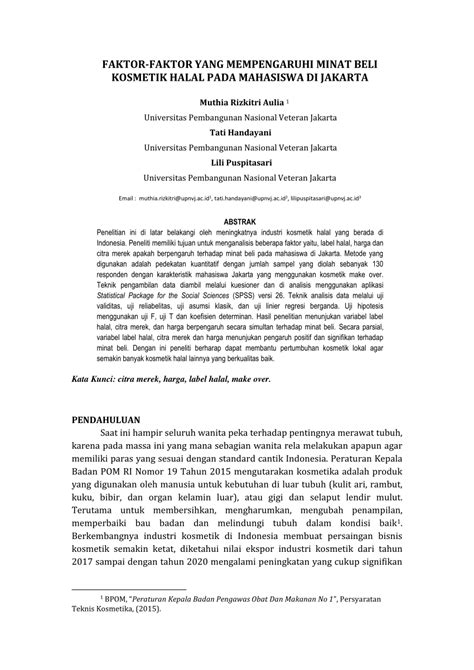 FAKTOR-FAKTOR YANG MEMPENGARUHI MINAT BELI
KOSMETIK HALAL PADA MAHASISWA DI JAKARTA
Muthia Rizkitri Aulia 1
Universitas Pembangunan Nasional Veteran Jakarta
Tati Handayani
Universitas Pembangunan Nasional Veteran Jakarta
Lili Puspitasari
Universitas Pembangunan Nasional Veteran Jakarta
Email : muthia.rizkitri@upnvj.ac.id1, tati.handayani@upnvj.ac.id2, lilipuspitasari@upnvj.ac.id3
ABSTRAK
Penelitian ini di latar belakangi oleh meningkatnya industri kosmetik halal yang berada di
Indonesia. Peneliti memiliki tujuan untuk menganalisis beberapa faktor yaitu, label halal, harga dan
citra merek apakah berpengaruh terhadap minat beli pada mahasiswa di Jakarta. Metode yang
digunakan adalah pedekatan kuantitatif dengan jumlah sampel yang diolah sebanyak 130
responden dengan karakteristik mahasiswa Jakarta yang menggunakan kosmetik make over.
Teknik pengambilan data diambil melalui kuesioner dan di analisis menggunakan aplikasi
Statistical Package for the Social Sciences (SPSS) versi 26. Teknik analisis data melalui uji
validitas, uji reliabelitas, uji asumsi klasik, dan uji linier regresi berganda. Uji hipotesis
menggunakan uji F, uji T dan koefisien determinan. Hasil penelitian menunjukan variabel label
halal, citra merek, dan harga berpengaruh secara simultan terhadap minat beli. Secara parsial,
variabel label halal, citra merek dan harga menunjukan pengaruh positif dan signifikan terhadap
minat beli. Dengan ini peneliti berharap dapat membantu pertumbuhan kosmetik lokal agar
semakin banyak kosmetik halal lainnya yang berkualitas baik.
Kata Kunci: citra merek, harga, label halal, make over.
PENDAHULUAN
Saat ini hampir seluruh wanita peka terhadap pentingnya merawat tubuh,
karena pada massa ini yang mana sebagian wanita rela melakukan apapun agar
memiliki paras yang sesuai dengan standard cantik Indonesia. Peraturan Kepala
Badan POM RI Nomor 19 Tahun 2015 mengutarakan kosmetika adalah produk
yang digunakan oleh manusia untuk kebutuhan di luar tubuh (kulit ari, rambut,
kuku, bibir, dan organ kelamin luar), atau gigi dan selaput lendir mulut.
Terutama untuk membersihkan, mengharumkan, mengubah penampilan,
memperbaiki bau badan dan melindungi tubuh dalam kondisi baik1.
Berkembangnya industri kosmetik di Indonesia membuat persaingan bisnis
kosmetik semakin ketat, diketahui nilai ekspor industri kosmetik dari tahun
2017 sampai dengan tahun 2020 mengalami peningkatan yang cukup signifikan
1 BPOM, "Peraturan Kepala Badan Pengawas Obat Dan Makanan No 1", Persyaratan
Teknis Kosmetika, (2015).